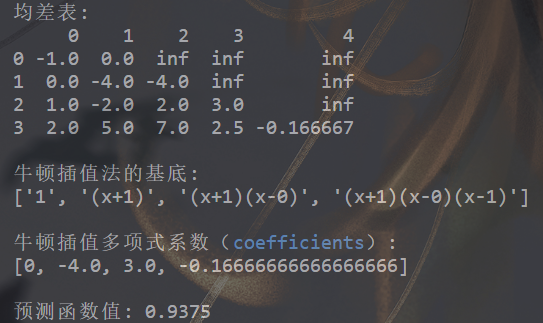 均差表:
0 1 2 3 4
0 -1.0 0.0 inf inf inf
1 0.0 -4.0 -4.0 inf inf
2 1.0 -2.0 2.0 3.0 inf
3 2.0 5.0 7.0 2.5 -0.166667
牛顿插值法的基底:
['1', '(x+1)', '(x+1)(x-0)', '(x+1)(x-0)(x-1)']
牛顿插值多项式系数（coefficients）:
[0, -4.0, 3.0, -0.16666666666666666]
预测函数值: 0.9375